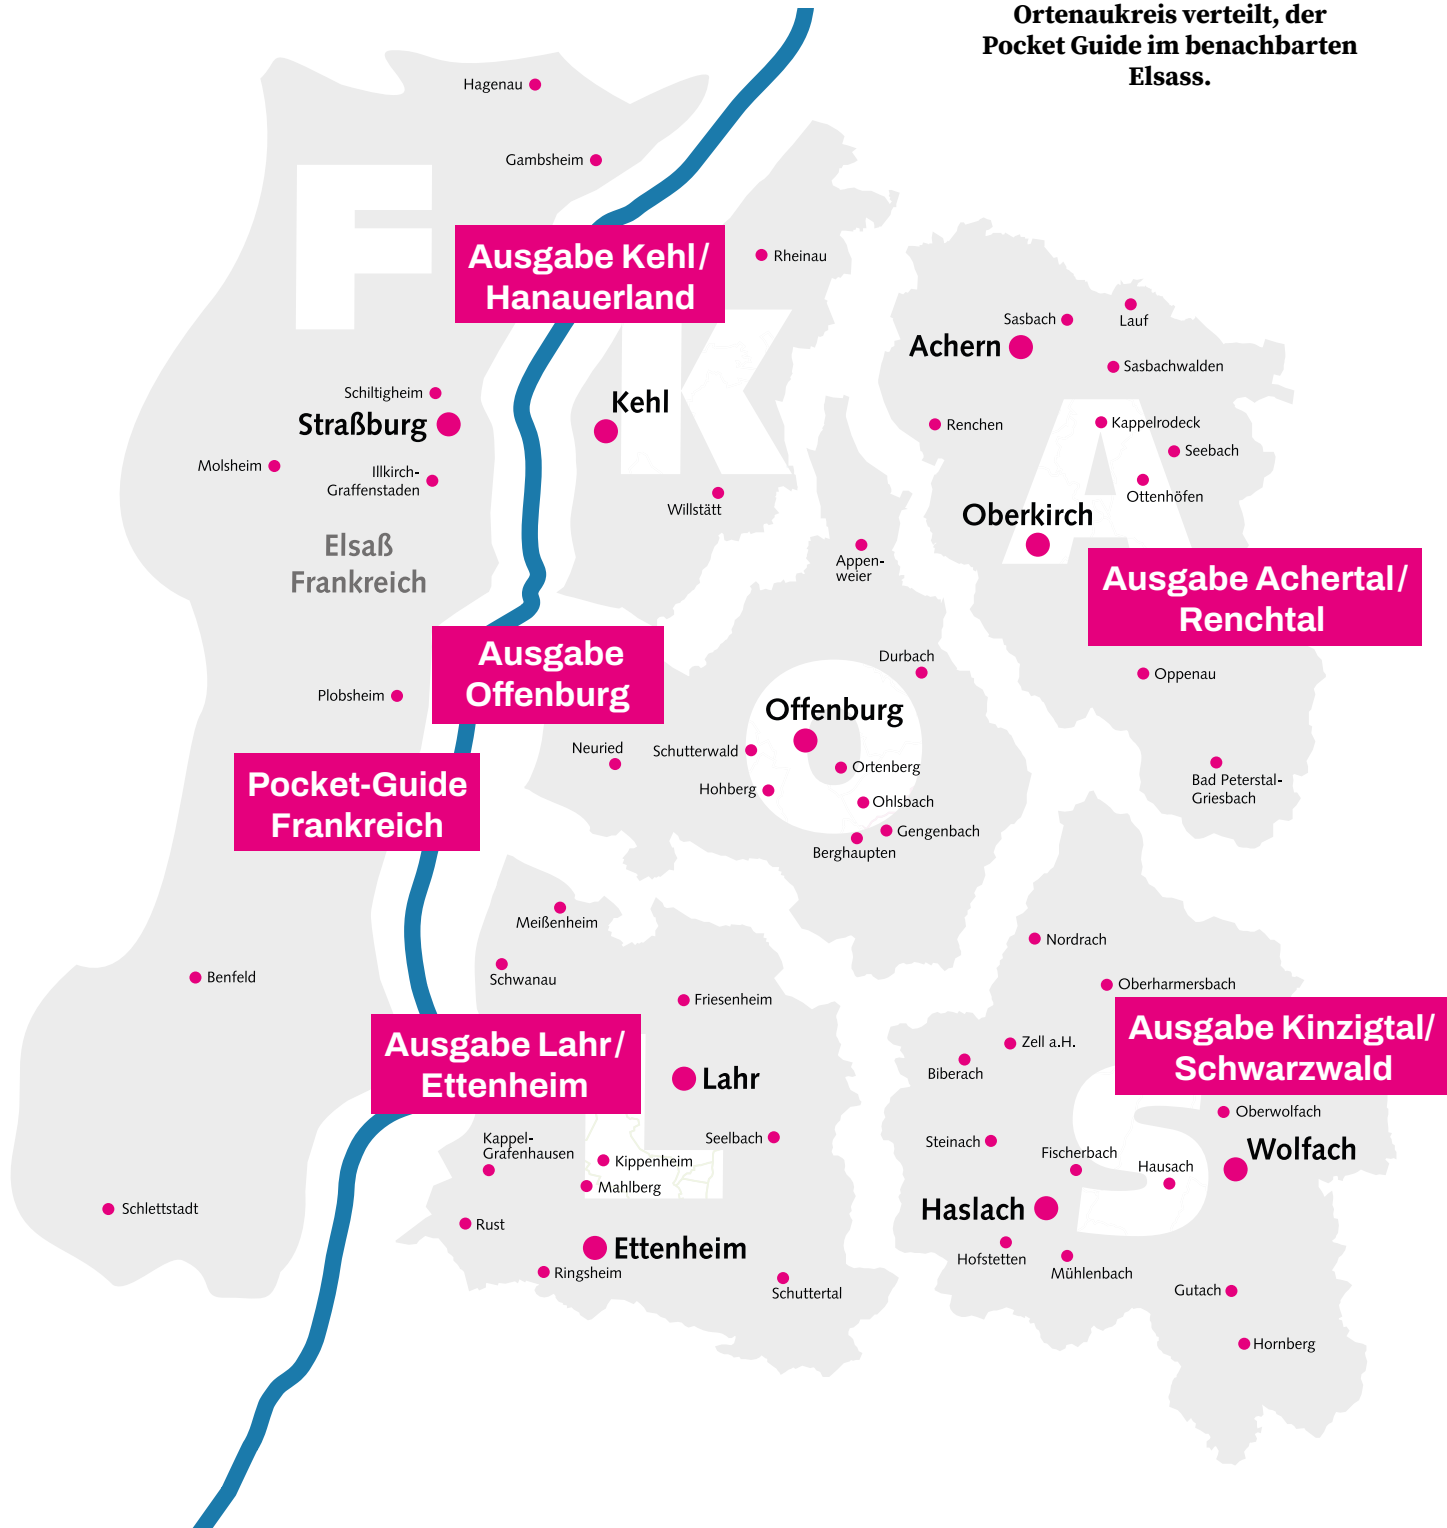 Ortenaukreis verteilt, der
Pocket Guide im benachbarten
Elsass.
Hagenau
Gambsheim
F
Ausgabe Kehl/
Hanauerland
Rheinau
K
Schiltigheim
Straßburg
Kehl
Molsheim
Illkirch-
Graffenstaden
Willstätt
Elsaß
Frankreich
Sasbach
Lauf
Achern
Sasbachwalden
Renchen
Kappelrodeck
Seebach
Ottenhöfen
A
Oberkirch
Ausgabe Achertal/
Renchtal
Oppenau
Bad Peterstal-
Griesbach
Appen-
weier
Ausgabe
Offenburg
Durbach
Offenburg
O
Plobsheim
Neuried
Schutterwald
Ortenberg
Hohberg
Ohlsbach
Gengenbach
Berghaupten
Pocket-Guide
Frankreich
Meißenheim
Schwanau
Benfeld
Friesenheim
Ausgabe Lahr/
Ettenheim
Lahr
L
Seelbach
Kappel-
Grafenhausen
Kippenheim
Mahlberg
Schlettstadt
Rust
Ettenheim
Ringsheim
Schuttertal
Nordrach
Oberharmersbach
Ausgabe Kinzigtal/
Schwarzwald
Zell a.H.
Biberach
Oberwolfach
Steinach
Fischerbach
Hausach
Wolfach
S
Haslach
Hofstetten
Mühlenbach
Gutach
Hornberg